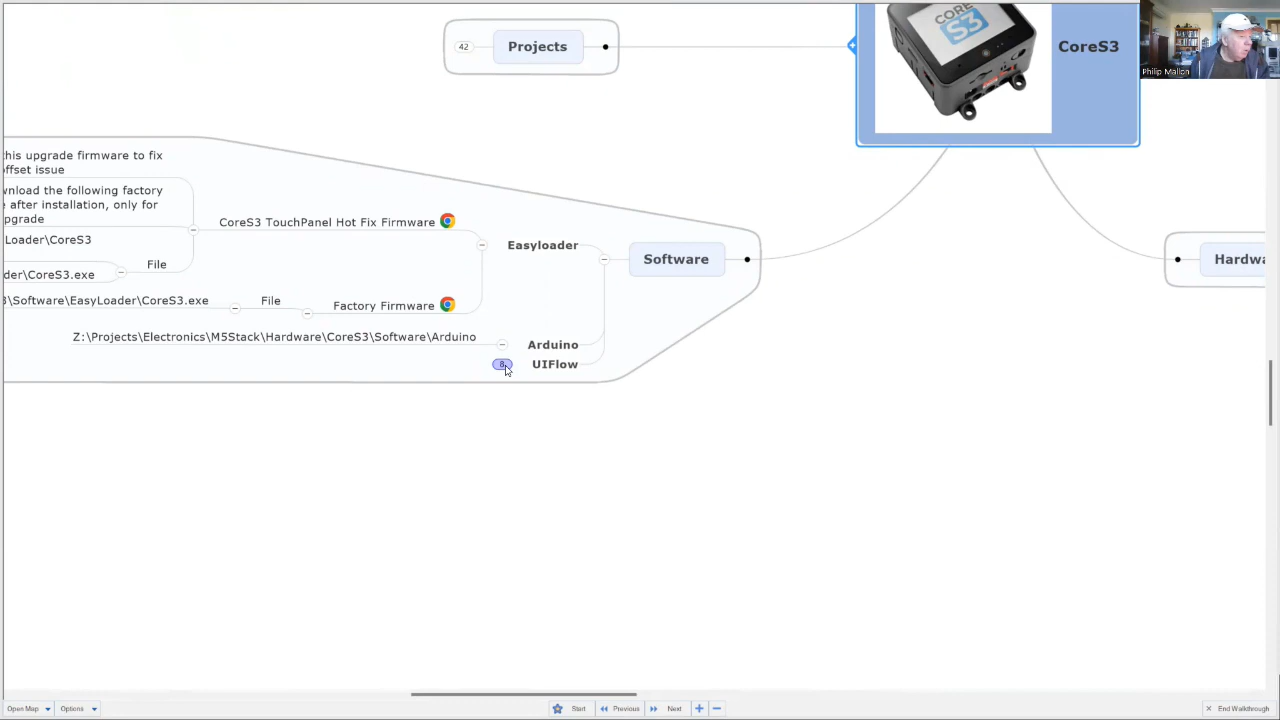 42
Projects
CORE
S3
CoreS3
Philip Mallon
this upgrade firmware to fix
offset issue
wnload the following factory
e after installation, only for
pgrade
Loader\CoreS3
File
der\CoreS3.exe
CoreS3 TouchPanel Hot Fix Firmware
Easyloader
Software
Hardwa
3\Software\EasyLoader\CoreS3.exe
File
Factory Firmware
Z:\Projects\Electronics\M5Stack\Hardware\CoreS3\Software\Arduino
Arduino
8
UIFlow
Open Map
Options
Start
Previous
Next
End Walkthrough